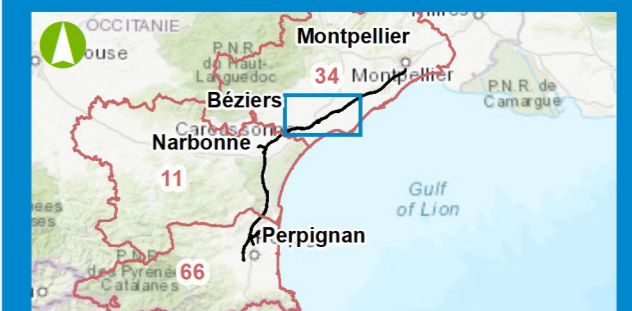 OCCITANIE
Montpellier
ouse
P.N.R.
du Haut-
Languedoc
34
Montpellier
P.N.R. de
Camargue
Béziers
Carcassonne
Narbonne
11
Gulf
of Lion
Perpignan
P.N.R.
des Pyrénées
Catalanes
66